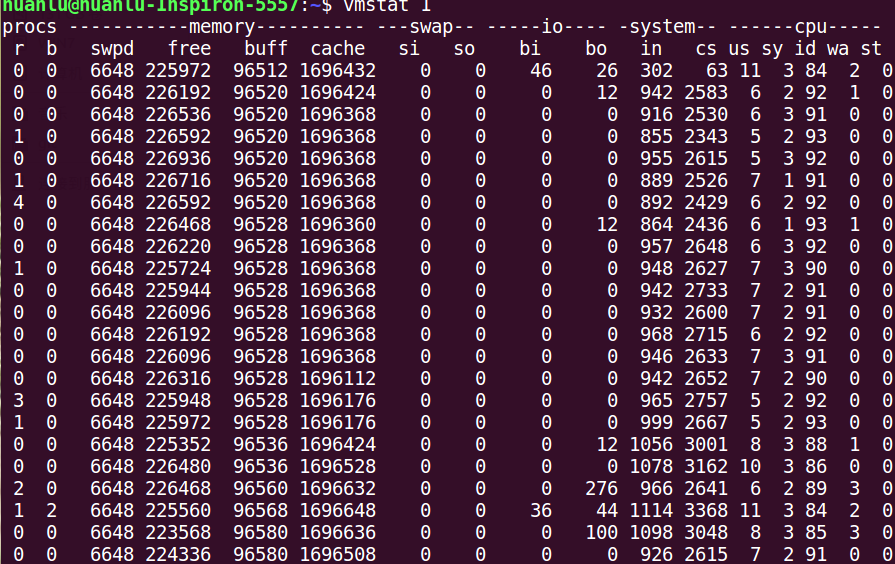 huanlu@huanlu-Inspiron-5557:~$ vmstat 1
procs -----------memory---------- ---swap-- -----io---- -system-- ------cpu-----
 r  b   swpd   free   buff  cache   si   so    bi    bo   in   cs us sy id wa st
 0  0   6648 225972  96512 1696432    0    0    46    26  302   63 11  3 84  2  0
 0  0   6648 226192  96520 1696424    0    0     0    12  942 2583  6  2 92  1  0
 0  0   6648 226536  96520 1696368    0    0     0     0  916 2530  6  3 91  0  0
 1  0   6648 226592  96520 1696368    0    0     0     0  855 2343  5  2 93  0  0
 0  0   6648 226936  96520 1696368    0    0     0     0  955 2615  5  3 92  0  0
 1  0   6648 226716  96520 1696368    0    0     0     0  889 2526  7  1 91  0  0
 4  0   6648 226592  96520 1696368    0    0     0     0  892 2429  6  2 92  0  0
 0  0   6648 226468  96528 1696360    0    0     0    12  864 2436  6  1 93  1  0
 0  0   6648 226220  96528 1696368    0    0     0     0  957 2648  6  3 92  0  0
 1  0   6648 225724  96528 1696368    0    0     0     0  948 2627  7  3 90  0  0
 0  0   6648 225944  96528 1696368    0    0     0     0  942 2733  7  2 91  0  0
 0  0   6648 226096  96528 1696368    0    0     0     0  932 2600  7  2 91  0  0
 0  0   6648 226192  96528 1696368    0    0     0     0  968 2715  6  2 92  0  0
 0  0   6648 226096  96528 1696368    0    0     0     0  946 2633  7  3 91  0  0
 0  0   6648 226316  96528 1696112    0    0     0     0  942 2652  7  2 90  0  0
 3  0   6648 225948  96528 1696176    0    0     0     0  965 2757  5  2 92  0  0
 1  0   6648 225972  96528 1696176    0    0     0     0  999 2667  5  2 93  0  0
 0  0   6648 225352  96536 1696424    0    0     0    12 1056 3001  8  3 88  1  0
 0  0   6648 226480  96536 1696528    0    0     0     0 1078 3162 10  3 86  0  0
 2  0   6648 226468  96560 1696632    0    0     0   276  966 2641  6  2 89  3  0
 1  2   6648 225560  96568 1696648    0    0    36    44 1114 3368 11  3 84  2  0
 0  0   6648 223568  96580 1696636    0    0     0   100 1098 3048  8  3 85  3  0
 0  0   6648 224336  96580 1696508    0    0     0     0  926 2615  7  2 91  0  0